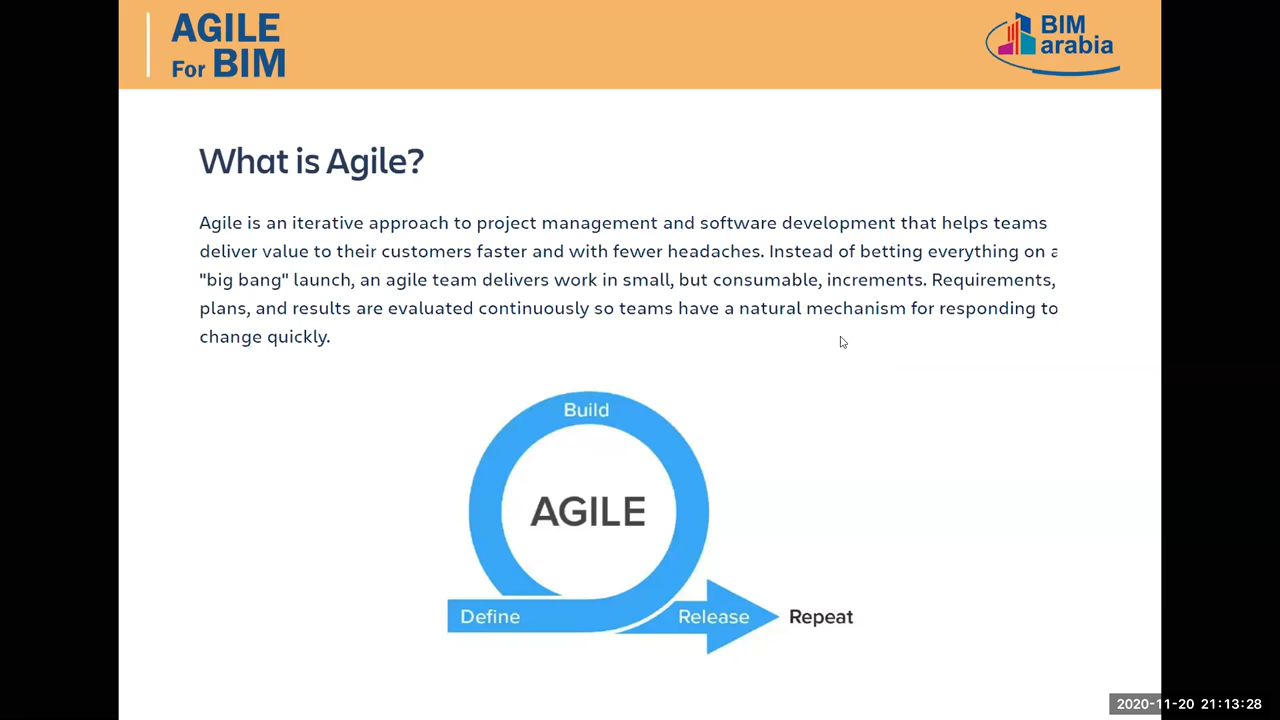 AGILE
For BIM
BIM
arabia
What is Agile?
Agile is an iterative approach to project management and software development that helps teams
deliver value to their customers faster and with fewer headaches. Instead of betting everything on a
"big bang" launch, an agile team delivers work in small, but consumable, increments. Requirements,
plans, and results are evaluated continuously so teams have a natural mechanism for responding to
change quickly.
Build
AGILE
Define
Release
Repeat
2020-11-20 21:13:28